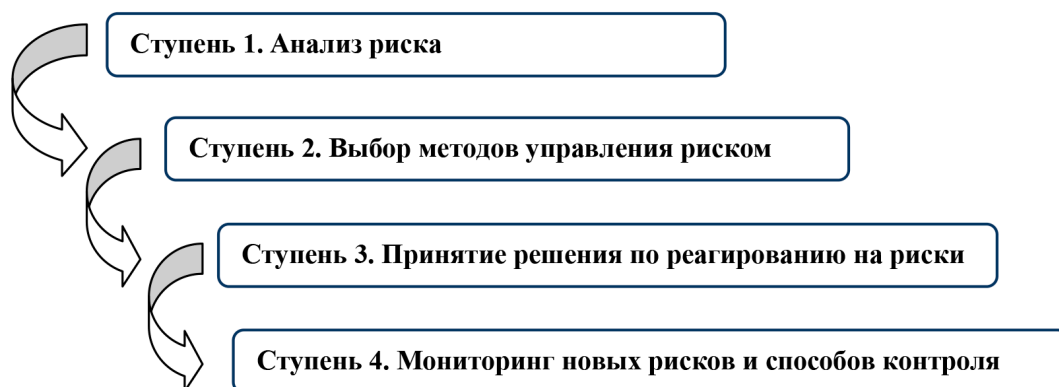 Ступень 1. Анализ риска
Ступень 2. Выбор методов управления риском
Ступень 3. Принятие решения по реагированию на риски
Ступень 4. Мониторинг новых рисков и способов контроля